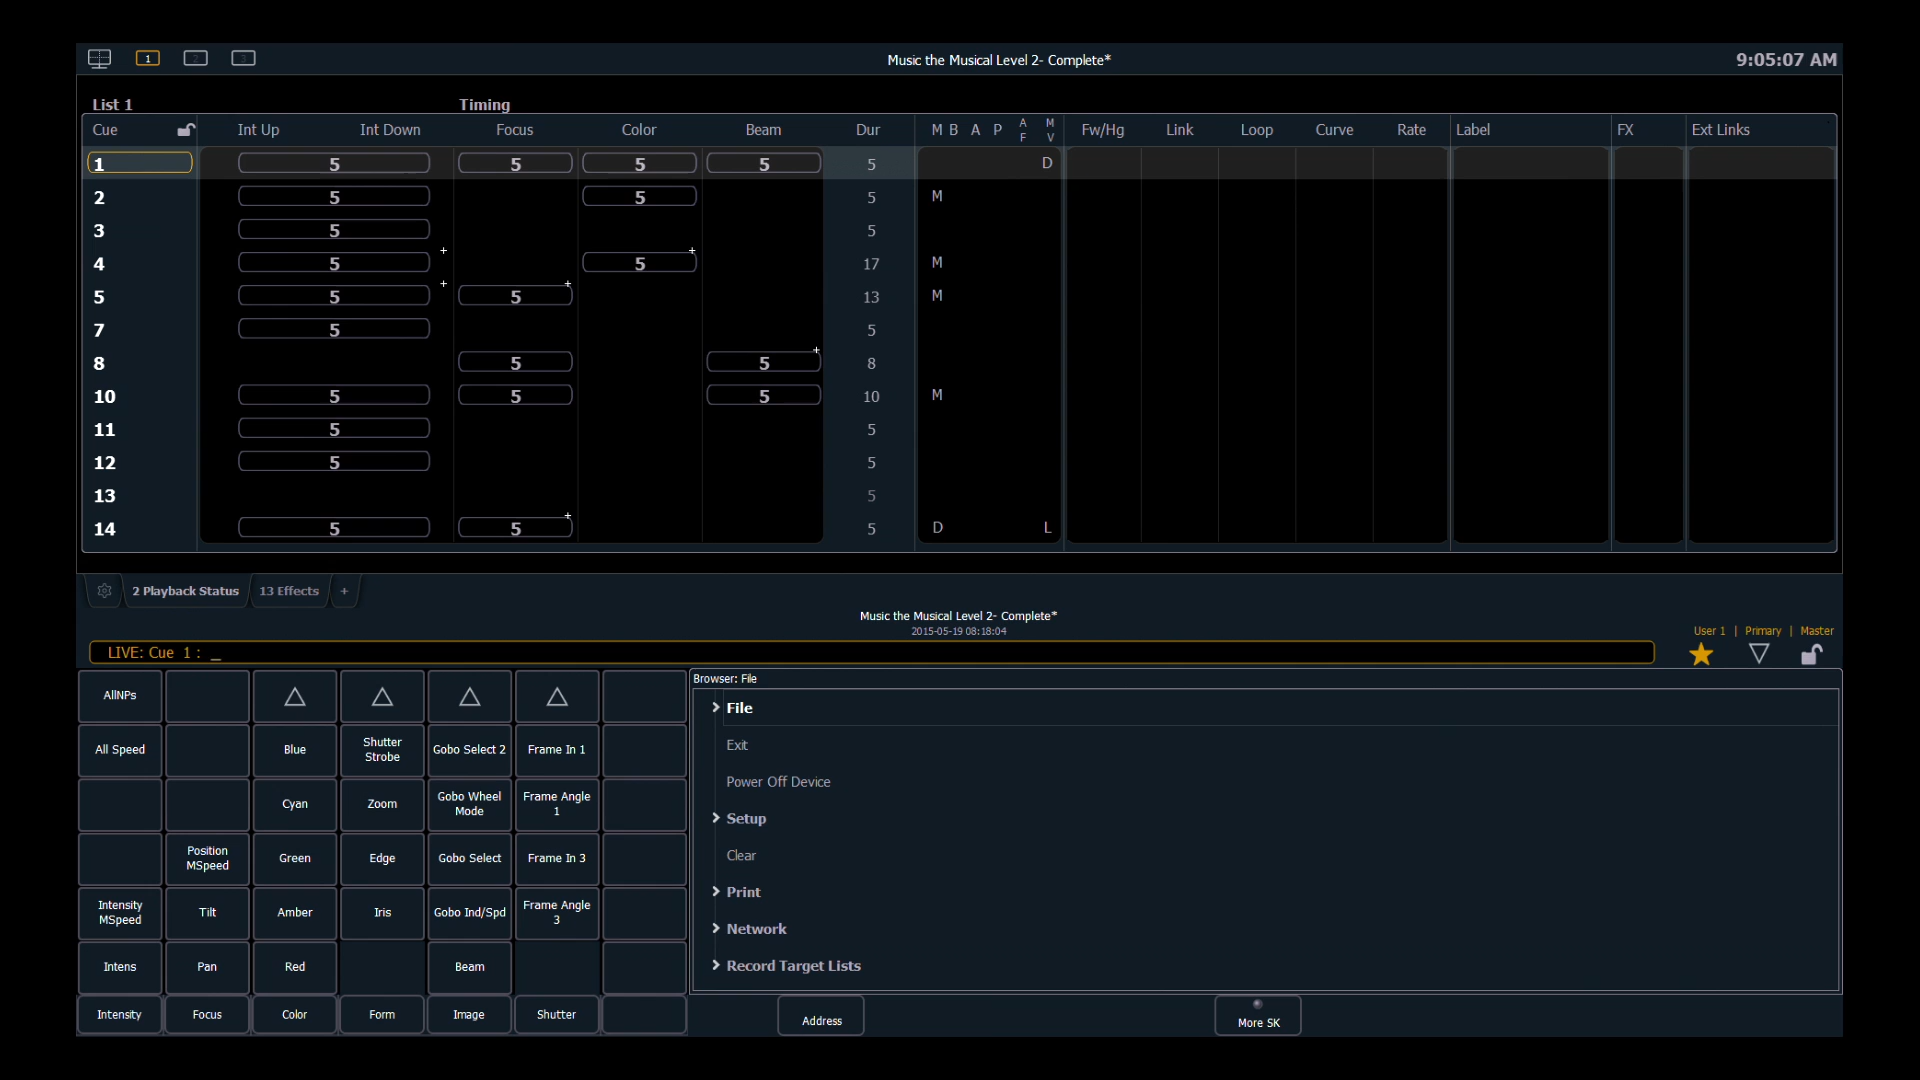 1 2 3 Music the Musical Level 2- Complete* 9:05:07 AM
List 1 Timing
Cue Int Up Int Down Focus Color Beam Dur M B A P AF MV Fw/Hg Link Loop Curve Rate Label FX Ext Links
1 5 5 5 5 5 D
2 5 5 5 M
3 5 5
4 5 + 5 + 17 M
5 5 + 5 + 13 M
7 5 5
8 5 5 + 8
10 5 5 5 10 M
11 5 5
12 5 5
13 5
14 5 5 + 5 D L
2 Playback Status 13 Effects +
Music the Musical Level 2- Complete*
2015-05-19 08:18:04
User 1 | Primary | Master
LIVE: Cue 1 : _
Browser: File
AllNPs
All Speed Blue Shutter Strobe Gobo Select 2 Frame In 1
Cyan Zoom Gobo Wheel Mode Frame Angle 1
Position MSpeed Green Edge Gobo Select Frame In 3
Intensity MSpeed Tilt Amber Iris Gobo Ind/Spd Frame Angle 3
Intens Pan Red Beam
Intensity Focus Color Form Image Shutter
> File
Exit
Power Off Device
> Setup
Clear
> Print
> Network
> Record Target Lists
Address More SK